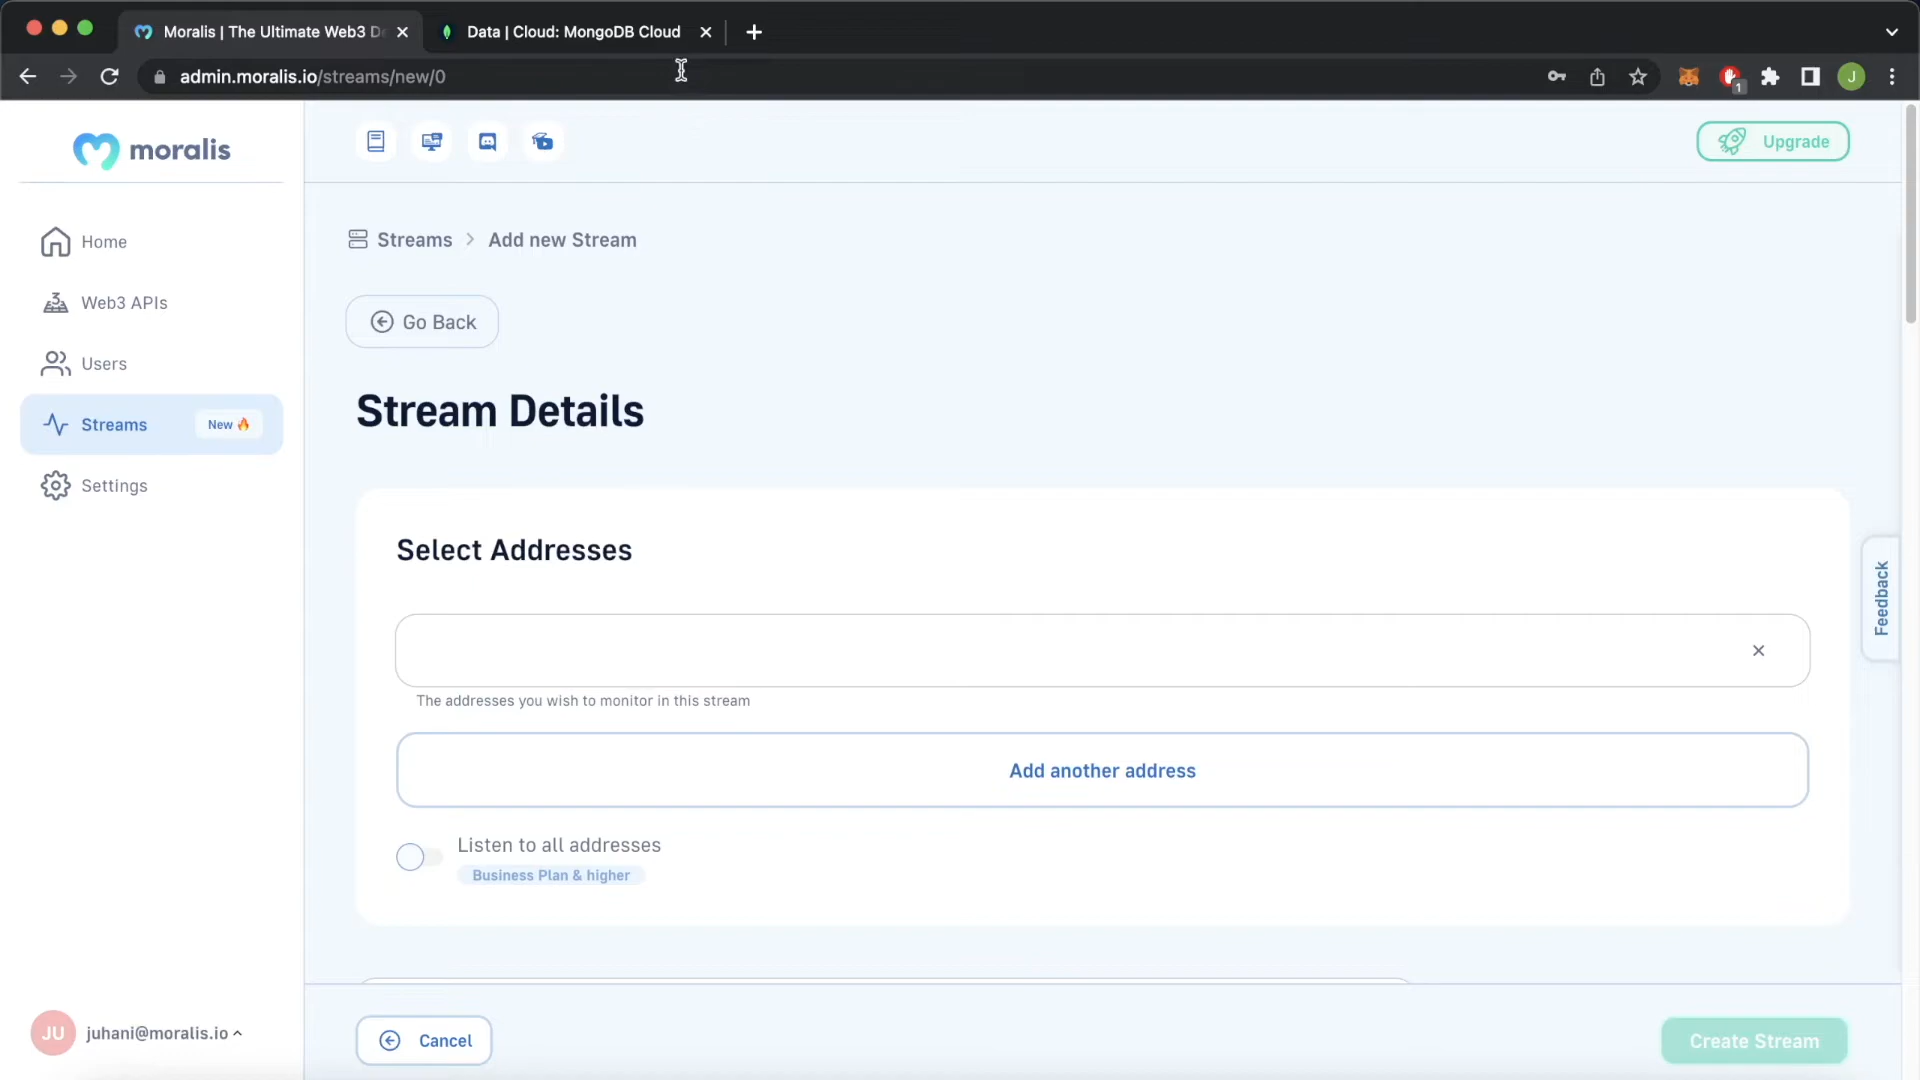 Moralis | The Ultimate Web3 De
Data | Cloud: MongoDB Cloud
admin.moralis.io/streams/new/0
1
J
moralis
Upgrade
Home
Web3 APIs
Users
Streams
New 🔥
Settings
Streams > Add new Stream
Go Back
Stream Details
Select Addresses
The addresses you wish to monitor in this stream
Add another address
Listen to all addresses
Business Plan & higher
Feedback
JU
juhani@moralis.io
Cancel
Create Stream